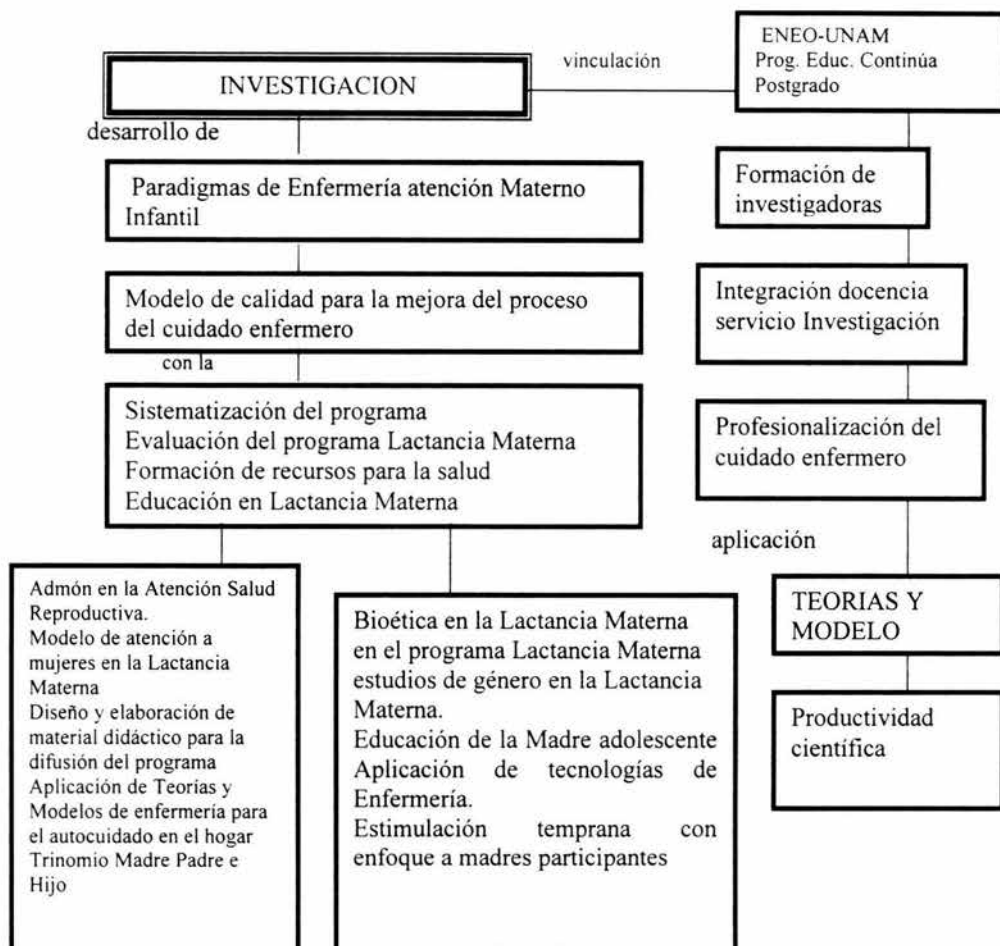 INVESTIGACION
vinculación
ENEO-UNAM
Prog. Educ. Continúa
Postgrado
desarrollo de
Paradigmas de Enfermería atención Materno
Infantil
Modelo de calidad para la mejora del proceso
del cuidado enfermero
con la
Sistematización del programa
Evaluación del programa Lactancia Materna
Formación de recursos para la salud
Educación en Lactancia Materna
Admón en la Atención Salud
Reproductiva.
Modelo de atención a
mujeres en la Lactancia
Materna
Diseño y elaboración de
material didáctico para la
difusión del programa
Aplicación de Teorías y
Modelos de enfermería para
el autocuidado en el hogar
Trinomio Madre Padre e
Hijo
Bioética en la Lactancia Materna
en el programa Lactancia Materna
estudios de género en la Lactancia
Materna.
Educación de la Madre adolescente
Aplicación de tecnologías de
Enfermería.
Estimulación temprana con
enfoque a madres participantes
Formación de
investigadoras
Integración docencia
servicio Investigación
Profesionalización del
cuidado enfermero
aplicación
TEORIAS Y
MODELO
Productividad
científica